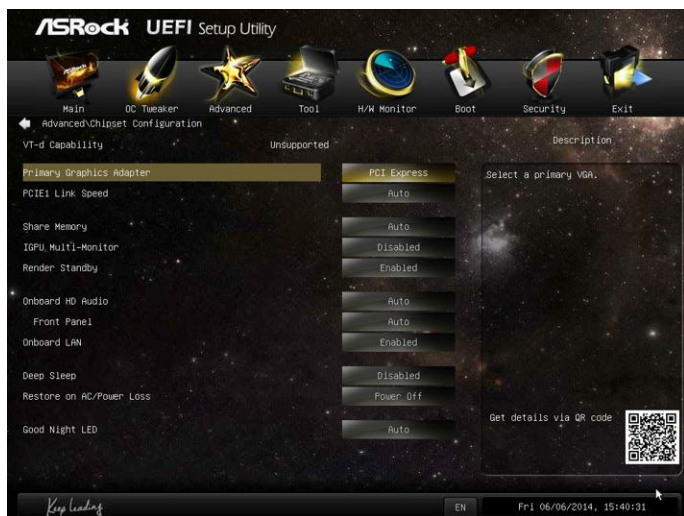 ASRock UEFI Setup Utility
Main OC Tweaker Advanced Tool H/W Monitor Boot Security Exit
Advanced\Chipset Configuration
Description
VT-d Capability Unsupported
Primary Graphics Adapter PCI Express
Select a primary VGA.
PCIE1 Link Speed Auto
Share Memory Auto
IGPU Multi-Monitor Disabled
Render Standby Enabled
Onboard HD Audio Auto
Front Panel Auto
Onboard LAN Enabled
Deep Sleep Disabled
Restore on AC/Power Loss Power Off
Get details via QR code
Good Night LED Auto
Keep Leading
EN Fri 06/06/2014, 15:40:31